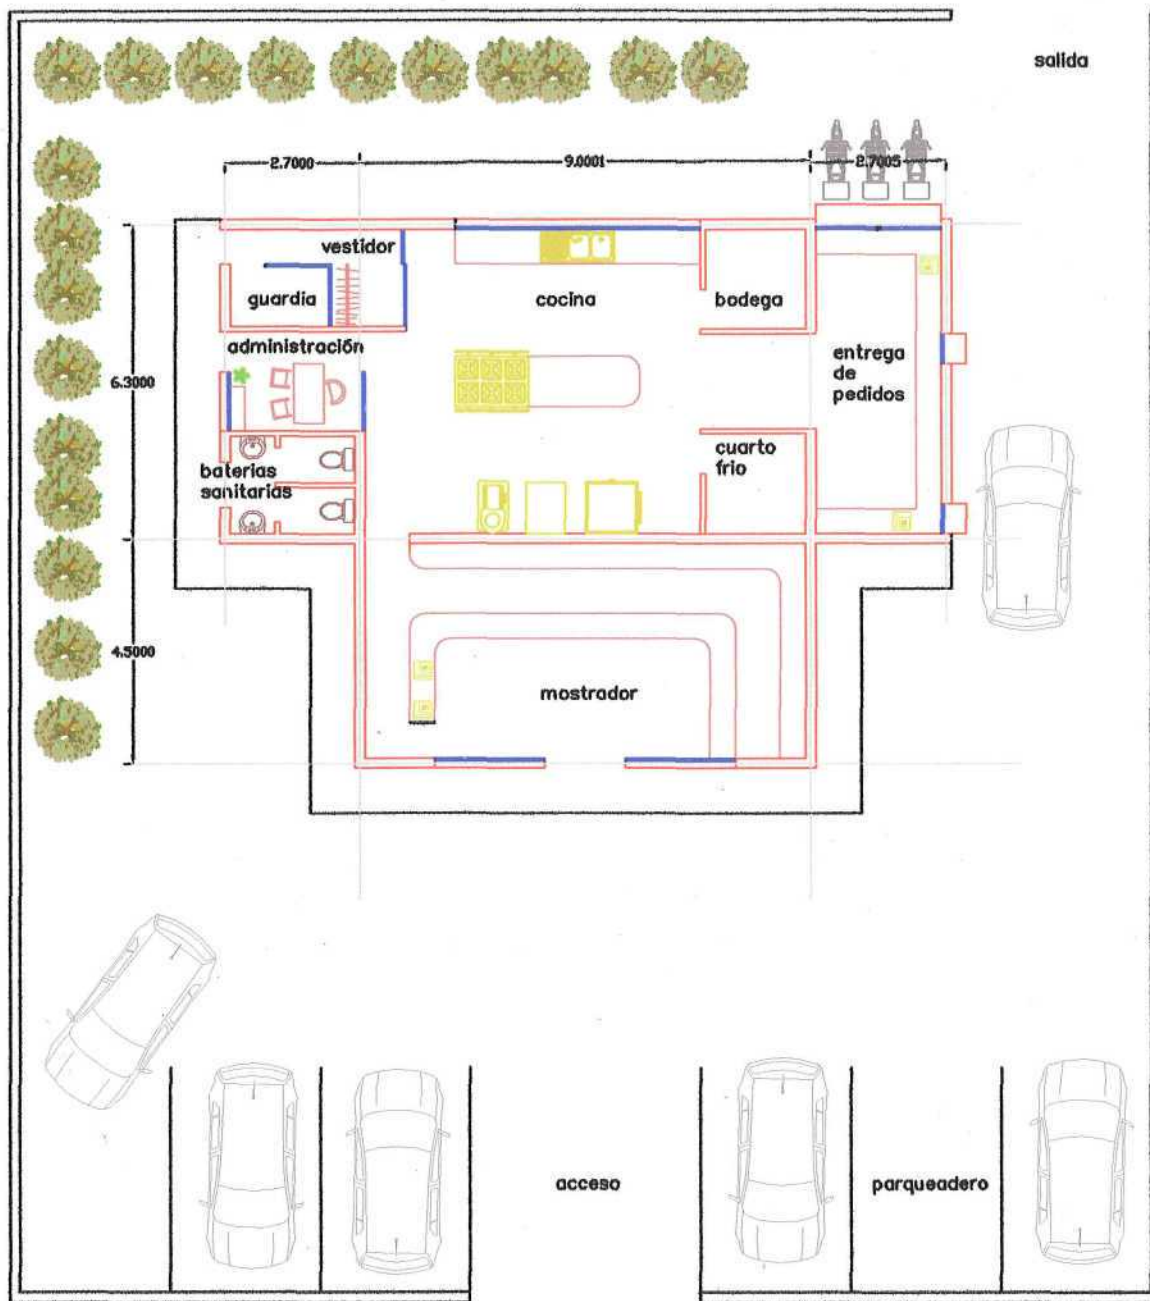 salida
2.7000
9.0001
2.7005
vestidor
guardia
cocina
bodega
administración
entrega
de
pedidos
6.3000
cuarto
frio
baterias
sanitarias
4.5000
mostrador
acceso
parqueadero